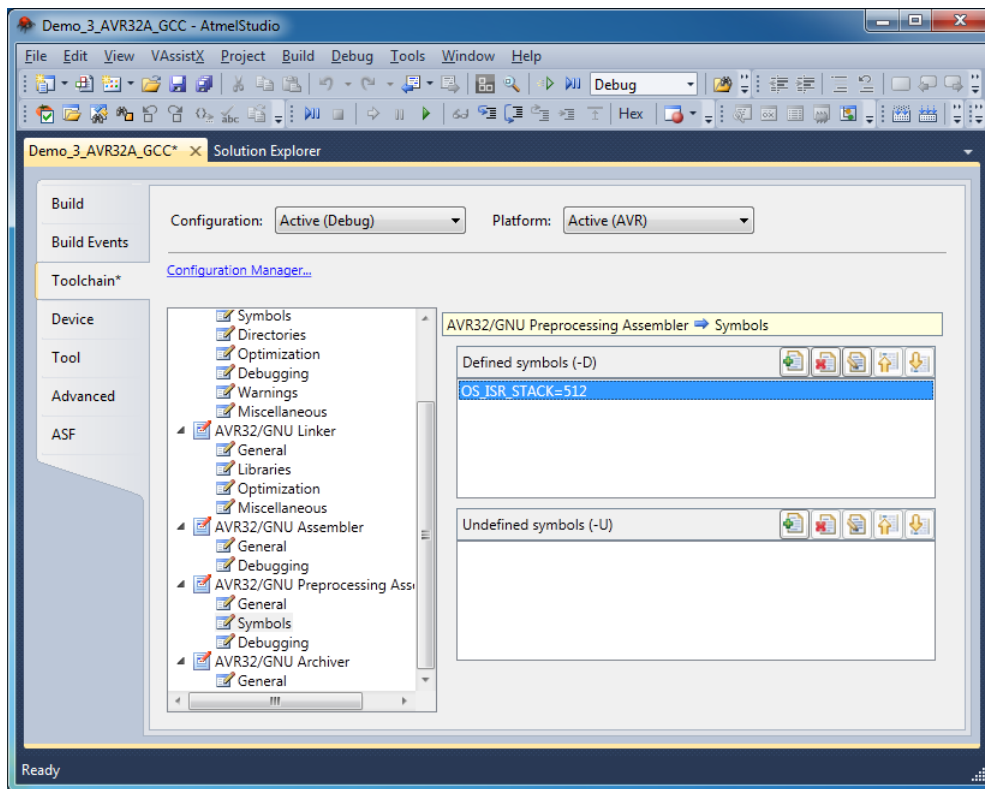 Demo_3_AVR32A_GCC - AtmelStudio
File Edit View VAssistX Project Build Debug Tools Window Help
Debug
Hex
Demo_3_AVR32A_GCC* Solution Explorer
Build
Build Events
Toolchain*
Device
Tool
Advanced
ASF
Configuration: Active (Debug) Platform: Active (AVR)
Configuration Manager...
Symbols
Directories
Optimization
Debugging
Warnings
Miscellaneous
AVR32/GNU Linker
General
Libraries
Optimization
Miscellaneous
AVR32/GNU Assembler
General
Debugging
AVR32/GNU Preprocessing Asse
General
Symbols
Debugging
AVR32/GNU Archiver
General
AVR32/GNU Preprocessing Assembler Symbols
Defined symbols (-D)
OS_ISR_STACK=512
Undefined symbols (-U)
Ready